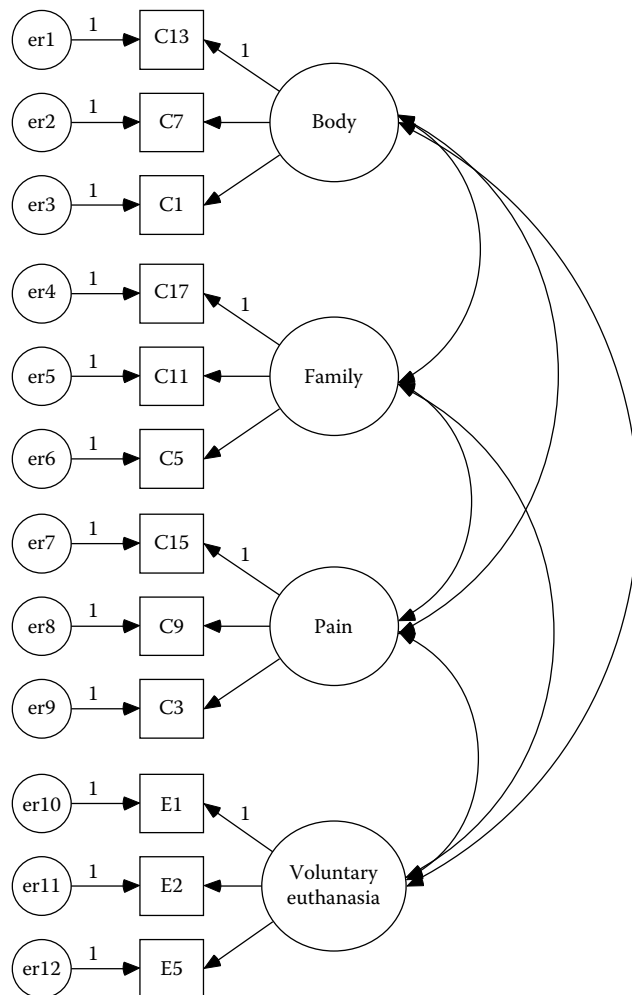 er1 1 C13 1
er2 1 C7 Body
er3 1 C1
er4 1 C17 1
er5 1 C11 Family
er6 1 C5
er7 1 C15 1
er8 1 C9 Pain
er9 1 C3
er10 1 E1 1
er11 1 E2 Voluntary
euthanasia
er12 1 E5